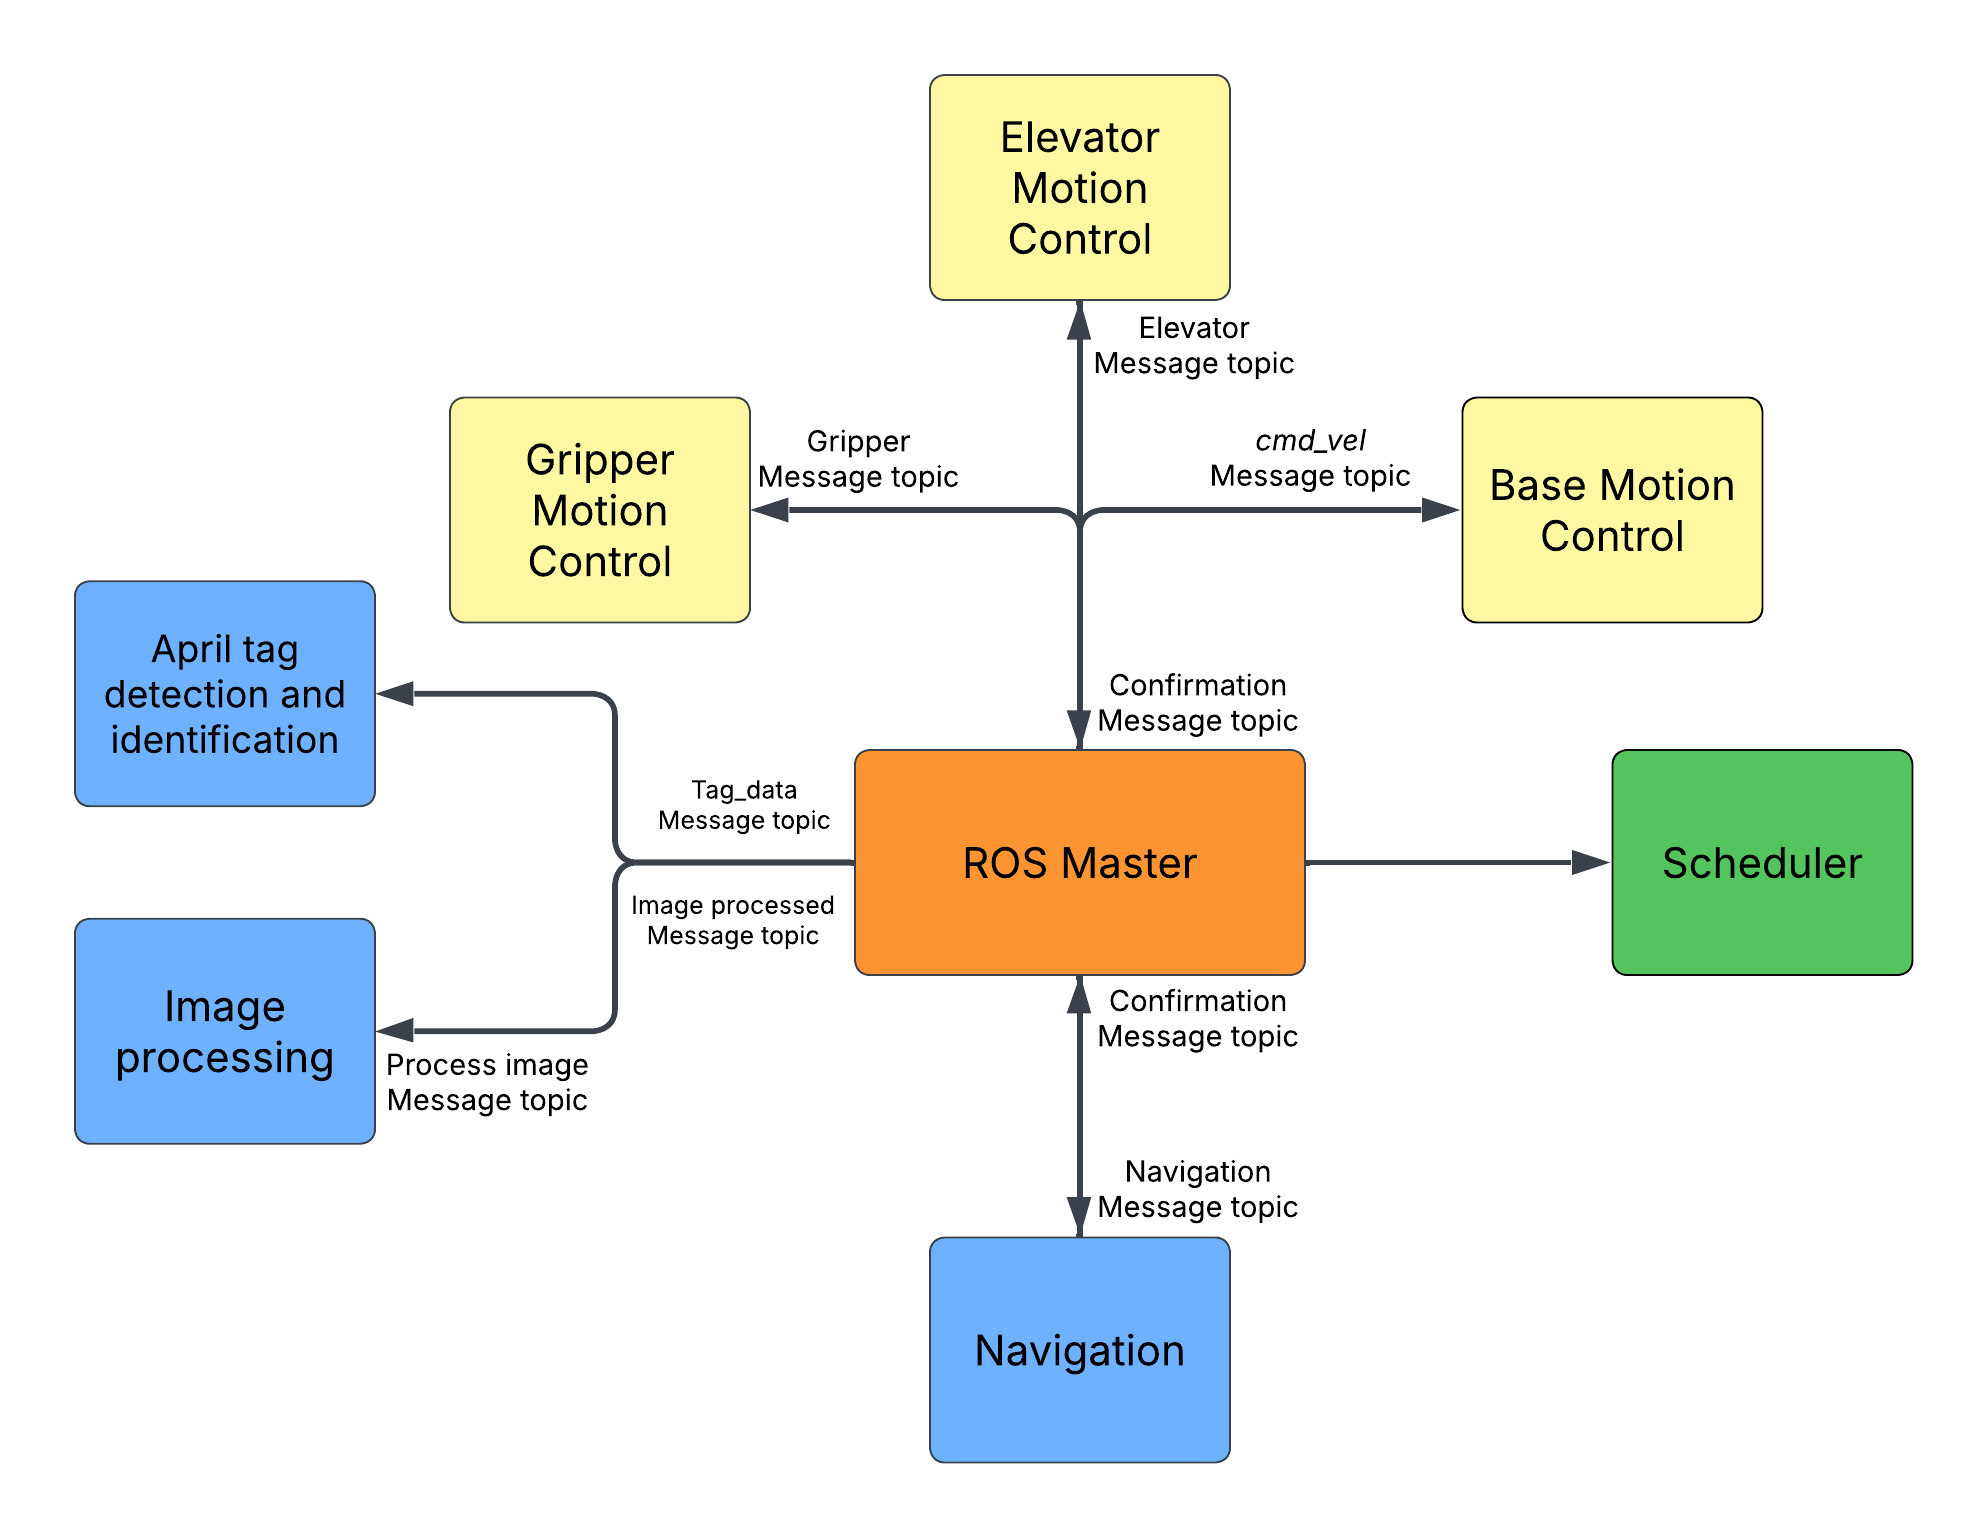 Elevator
Motion
Control
Elevator
Message topic
Gripper
Motion
Control
Gripper
Message topic
cmd_vel
Message topic
Base Motion
Control
April tag
detection and
identification
Confirmation
Message topic
Tag_data
Message topic
ROS Master
Scheduler
Image processed
Message topic
Image
processing
Process image
Message topic
Confirmation
Message topic
Navigation
Message topic
Navigation